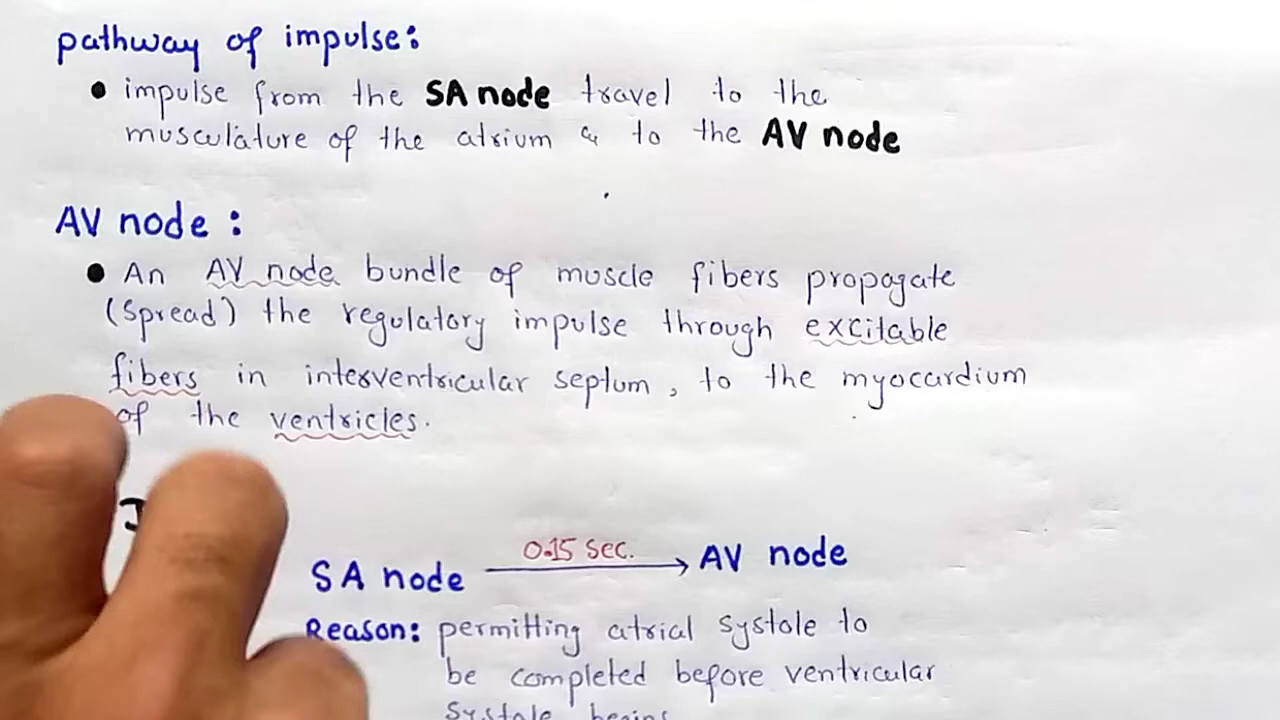 pathway of impulse:
• impulse from the SA node travel to the
musculature of the atrium & to the AV node
AV node :
• An AV node bundle of muscle fibers propagate
(spread) the regulatory impulse through excitable
fibers in interventricular septum, to the myocardium
of the ventricles.
SA node 0.15 sec. → AV node
Reason: permitting atrial systole to
be completed before ventricular
systole begins